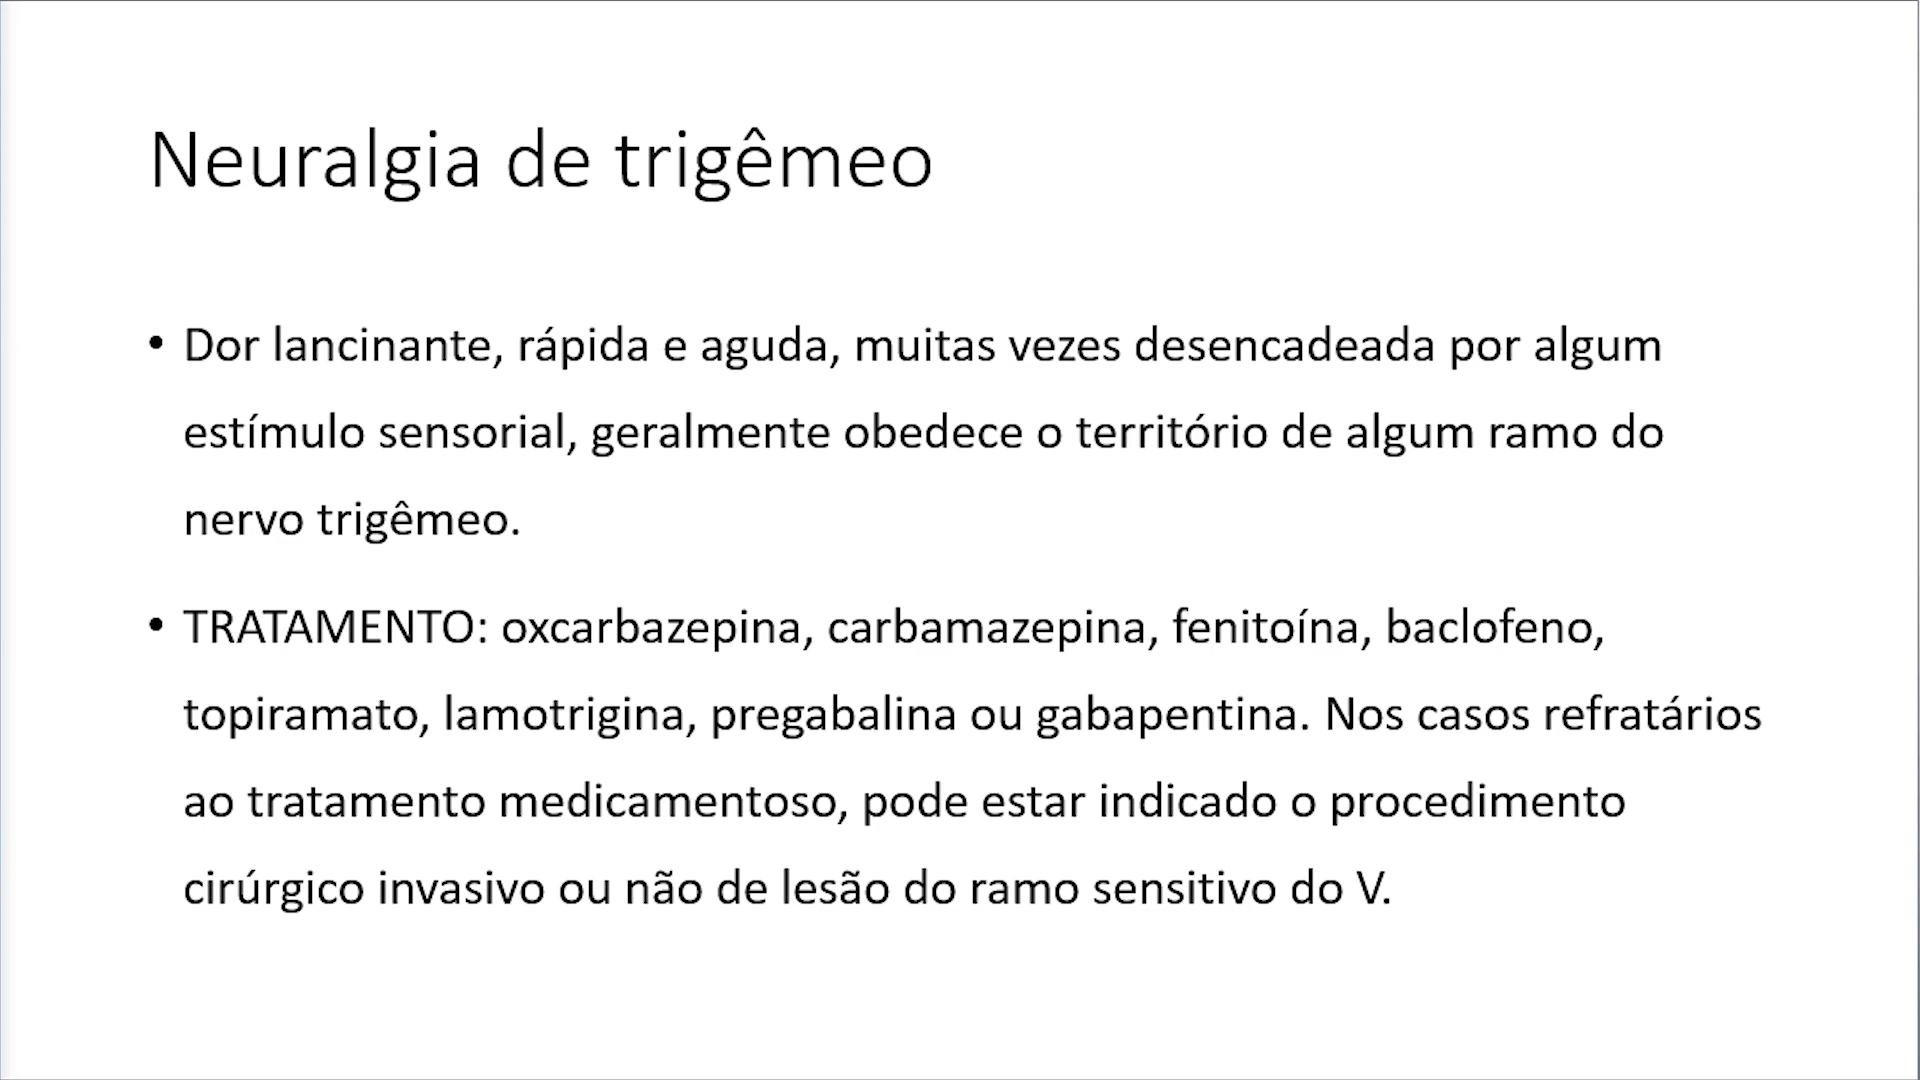 Neuralgia de trigêmeo
• Dor lancinante, rápida e aguda, muitas vezes desencadeada por algum
estímulo sensorial, geralmente obedece o território de algum ramo do
nervo trigêmeo.
• TRATAMENTO: oxcarbazepina, carbamazepina, fenitoína, baclofeno,
topiramato, lamotrigina, pregabalina ou gabapentina. Nos casos refratários
ao tratamento medicamentoso, pode estar indicado o procedimento
cirúrgico invasivo ou não de lesão do ramo sensitivo do V.